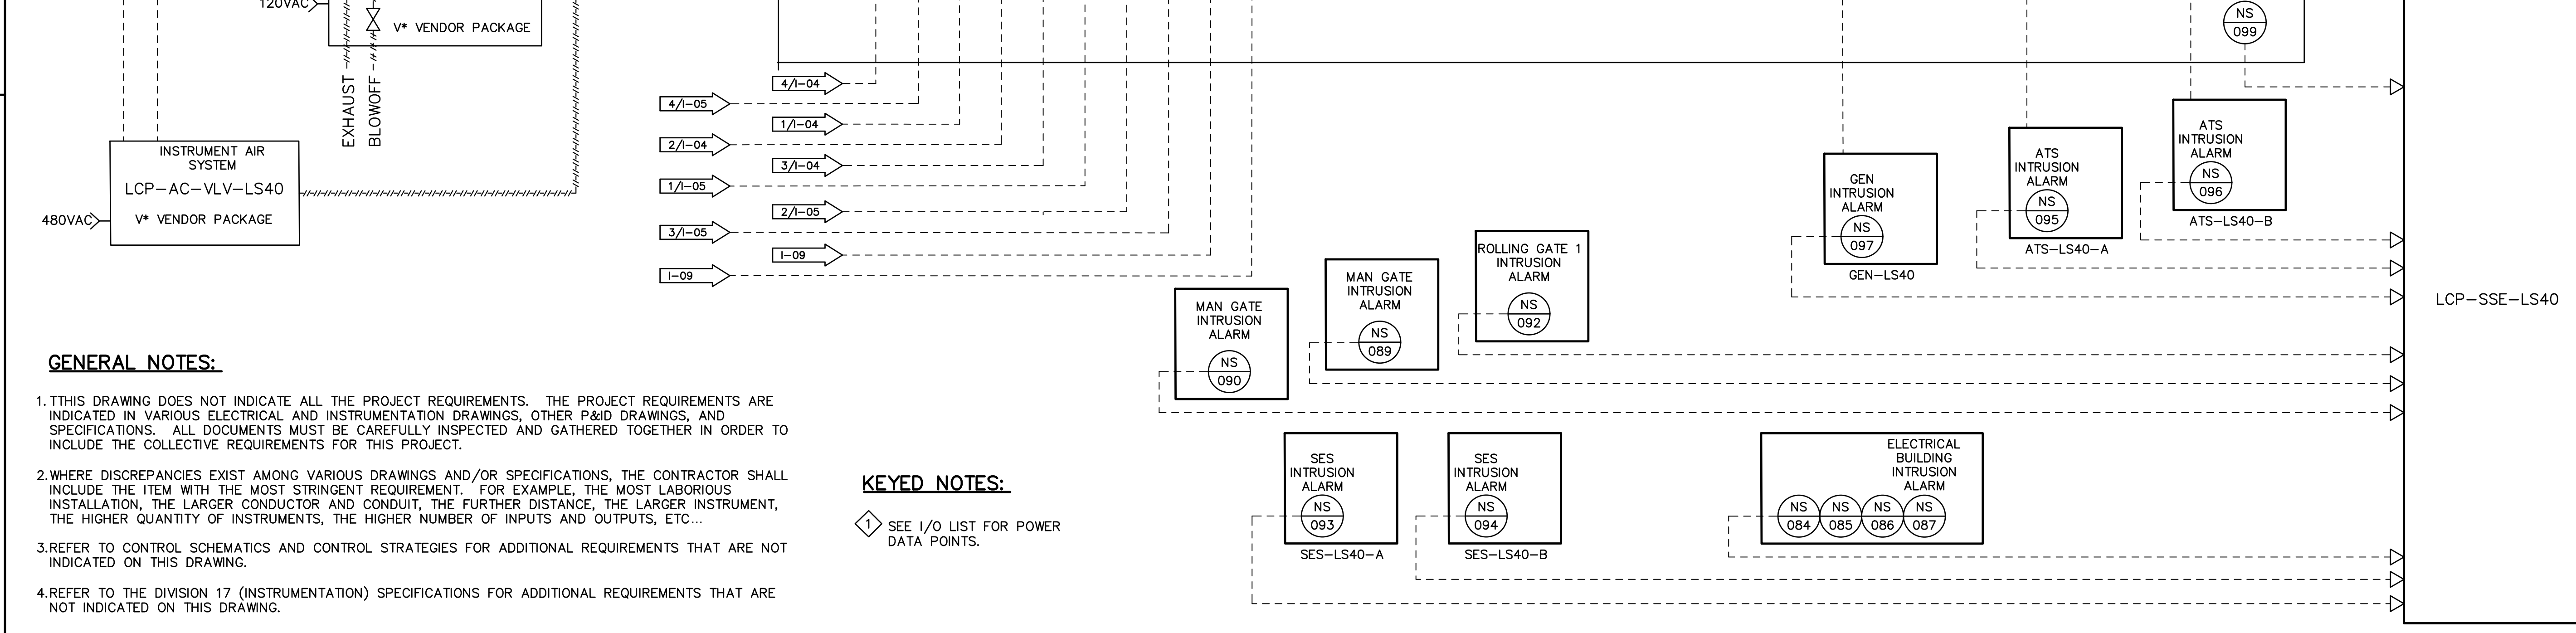 120VAC
V* VENDOR PACKAGE
EXHAUST
BLOWOFF
INSTRUMENT AIR
SYSTEM
LCP-AC-VLV-LS40
V* VENDOR PACKAGE
480VAC
4/I-04
4/I-05
1/I-04
2/I-04
3/I-04
1/I-05
2/I-05
3/I-05
I-09
I-09
NS
099
ATS
INTRUSION
ALARM
NS
096
ATS-LS40-B
ATS
INTRUSION
ALARM
NS
095
ATS-LS40-A
GEN
INTRUSION
ALARM
NS
097
GEN-LS40
ROLLING GATE 1
INTRUSION
ALARM
NS
092
MAN GATE
INTRUSION
ALARM
NS
089
MAN GATE
INTRUSION
ALARM
NS
090
LCP-SSE-LS40
SES
INTRUSION
ALARM
NS
093
SES-LS40-A
SES
INTRUSION
ALARM
NS
094
SES-LS40-B
ELECTRICAL
BUILDING
INTRUSION
ALARM
NS NS NS NS
084 085 086 087
GENERAL NOTES:
1. TTHIS DRAWING DOES NOT INDICATE ALL THE PROJECT REQUIREMENTS. THE PROJECT REQUIREMENTS ARE
INDICATED IN VARIOUS ELECTRICAL AND INSTRUMENTATION DRAWINGS, OTHER P&ID DRAWINGS, AND
SPECIFICATIONS. ALL DOCUMENTS MUST BE CAREFULLY INSPECTED AND GATHERED TOGETHER IN ORDER TO
INCLUDE THE COLLECTIVE REQUIREMENTS FOR THIS PROJECT.
2. WHERE DISCREPANCIES EXIST AMONG VARIOUS DRAWINGS AND/OR SPECIFICATIONS, THE CONTRACTOR SHALL
INCLUDE THE ITEM WITH THE MOST STRINGENT REQUIREMENT. FOR EXAMPLE, THE MOST LABORIOUS
INSTALLATION, THE LARGER CONDUCTOR AND CONDUIT, THE FURTHER DISTANCE, THE LARGER INSTRUMENT,
THE HIGHER QUANTITY OF INSTRUMENTS, THE HIGHER NUMBER OF INPUTS AND OUTPUTS, ETC...
3. REFER TO CONTROL SCHEMATICS AND CONTROL STRATEGIES FOR ADDITIONAL REQUIREMENTS THAT ARE NOT
INDICATED ON THIS DRAWING.
4. REFER TO THE DIVISION 17 (INSTRUMENTATION) SPECIFICATIONS FOR ADDITIONAL REQUIREMENTS THAT ARE
NOT INDICATED ON THIS DRAWING.
KEYED NOTES:
1 SEE I/O LIST FOR POWER
DATA POINTS.